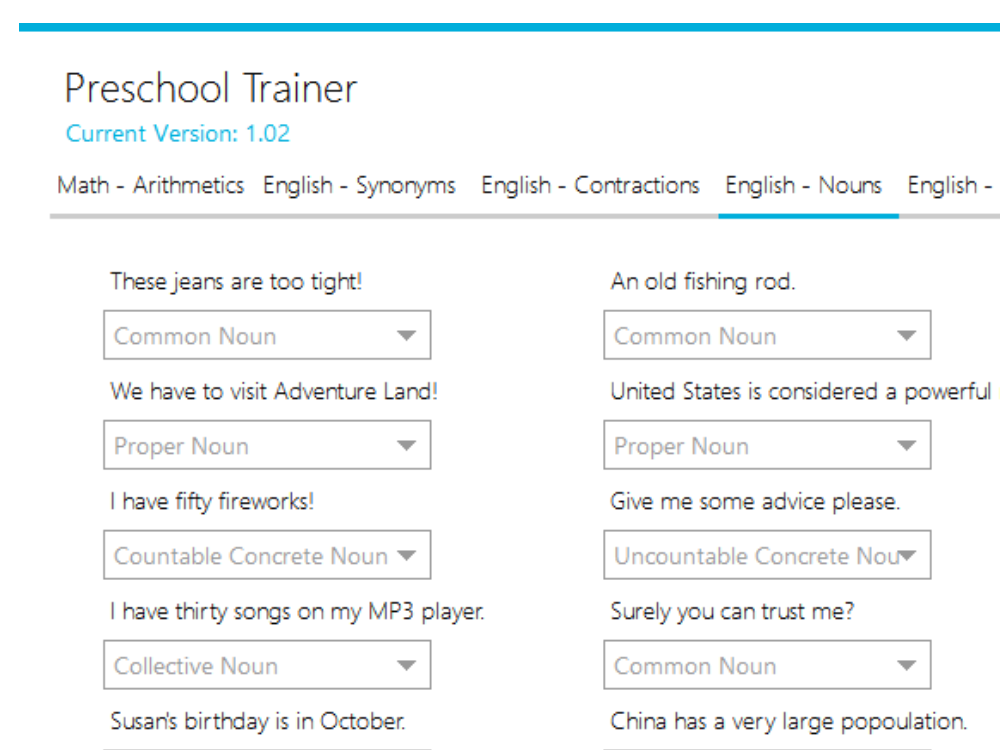 Preschool Trainer
Current Version: 1.02
Math - Arithmetics English - Synonyms English - Contractions English - Nouns English -
These jeans are too tight! An old fishing rod.
Common Noun Common Noun
We have to visit Adventure Land! United States is considered a powerful
Proper Noun Proper Noun
I have fifty fireworks! Give me some advice please.
Countable Concrete Noun Uncountable Concrete Nou
I have thirty songs on my MP3 player. Surely you can trust me?
Collective Noun Common Noun
Susan's birthday is in October. China has a very large popoulation.